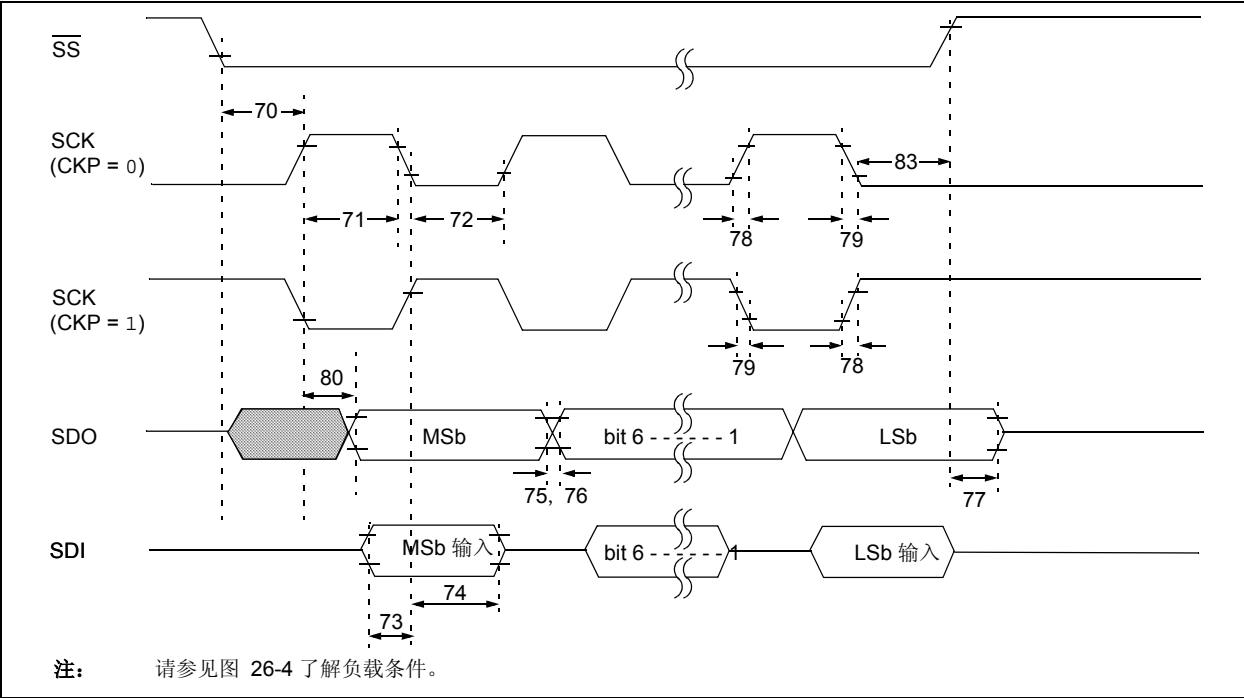 SS
70
SCK
(CKP = 0)
83
71
72
78
79
SCK
(CKP = 1)
79
78
80
SDO
MSb
bit 6 - - - - - - 1
LSb
75, 76
77
SDI
MSb 输入
bit 6 - - - - - - 1
LSb 输入
74
73
注： 请参见图 26-4 了解负载条件。